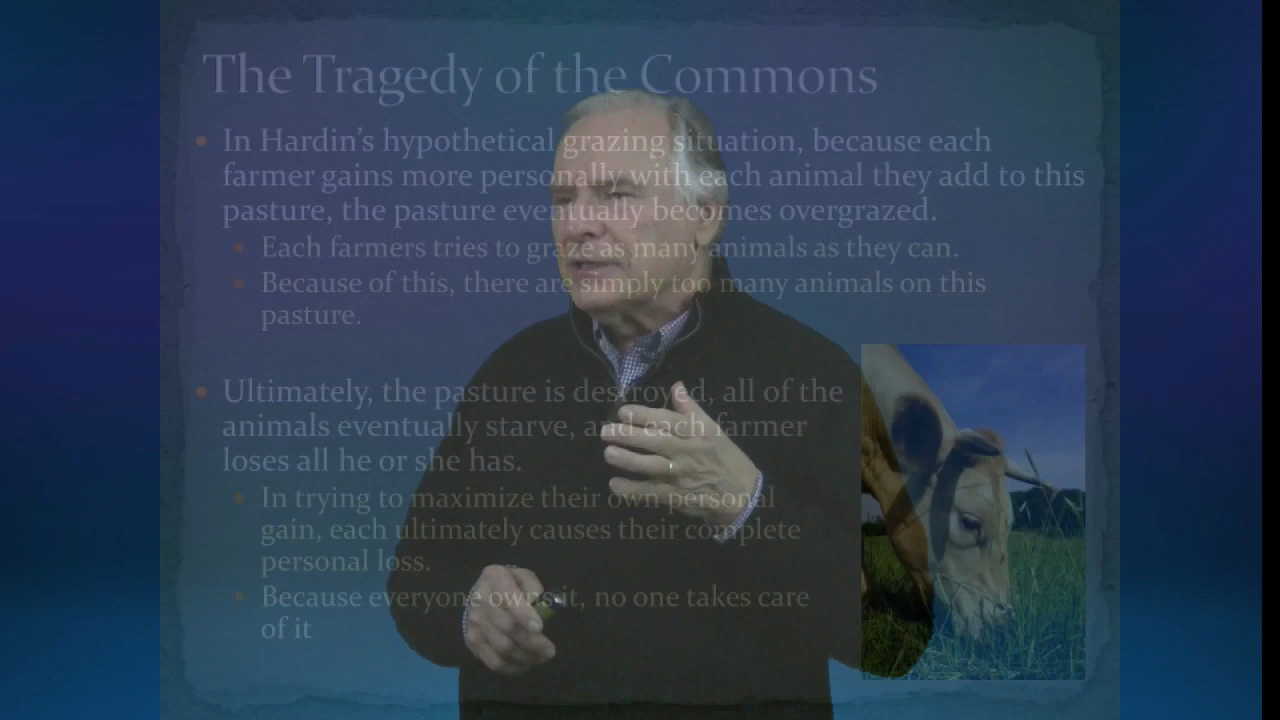 The Tragedy of the Commons
In Hardin's hypothetical grazing situation, because each
farmer gains more personally with each animal they add to this
pasture, the pasture eventually becomes overgrazed.
Each farmers tries to graze as many animals as they can.
Because of this, there are simply too many animals on this
pasture.
Ultimately, the pasture is destroyed, all of the
animals eventually starve, and each farmer
loses all he or she has.
In trying to maximize their own personal
gain, each ultimately causes their complete
personal loss.
Because everyone owns it, no one takes care
of it